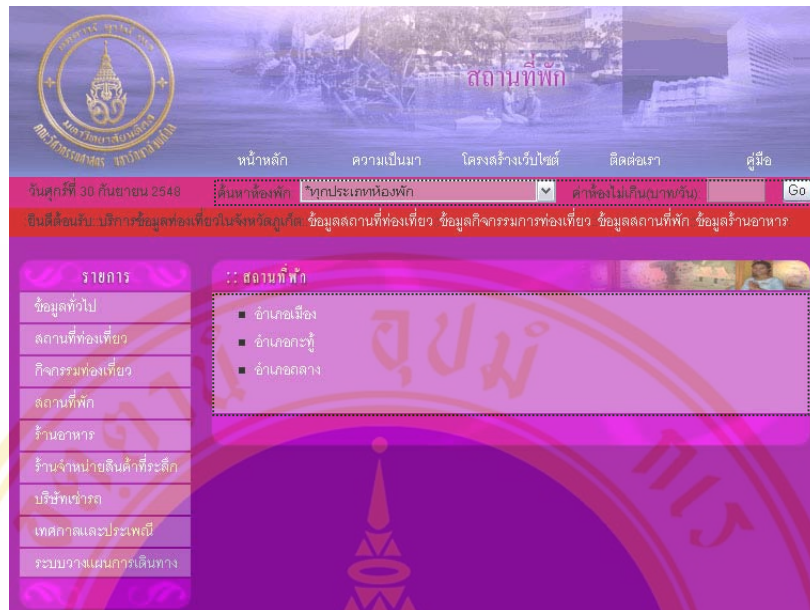 สถานที่พัก
หน้าหลัก ความเป็นมา โครงสร้างเว็บไซต์ ติดต่อเรา คู่มือ
วันศุกร์ที่ 30 กันยายน 2548 ค้นหาห้องพัก: *ทุกประเภทห้องพัก ค่าห้องไม่เกิน(บาท/วัน): Go
ยินดีต้อนรับ: บริการข้อมูลท่องเที่ยวในจังหวัดภูเก็ต: ข้อมูลสถานที่ท่องเที่ยว ข้อมูลกิจกรรมการท่องเที่ยว ข้อมูลสถานที่พัก ข้อมูลร้านอาหาร
รายการ
ข้อมูลทั่วไป
สถานที่ท่องเที่ยว
กิจกรรมท่องเที่ยว
สถานที่พัก
ร้านอาหาร
ร้านจำหน่ายสินค้าที่ระลึก
บริษัทเช่ารถ
เทศกาลและประเพณี
ระบบวางแผนการเดินทาง
:: สถานที่พัก
อำเภอเมือง
อำเภอกะทู้
อำเภอถลาง